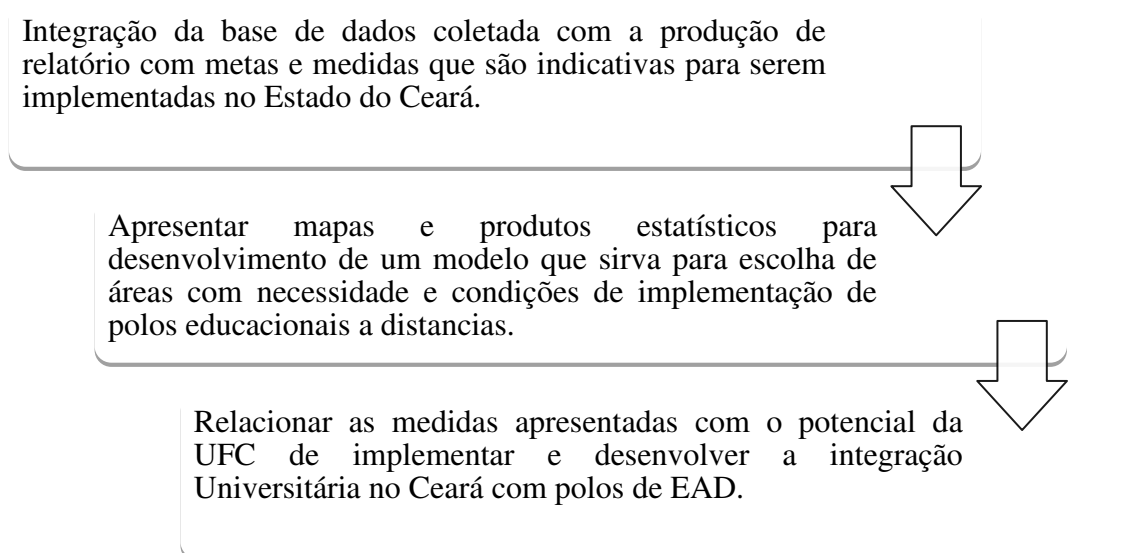 Integração da base de dados coletada com a produção de
relatório com metas e medidas que são indicativas para serem
implementadas no Estado do Ceará.
Apresentar mapas e produtos estatísticos para
desenvolvimento de um modelo que sirva para escolha de
áreas com necessidade e condições de implementação de
polos educacionais a distancias.
Relacionar as medidas apresentadas com o potencial da
UFC de implementar e desenvolver a integração
Universitária no Ceará com polos de EAD.